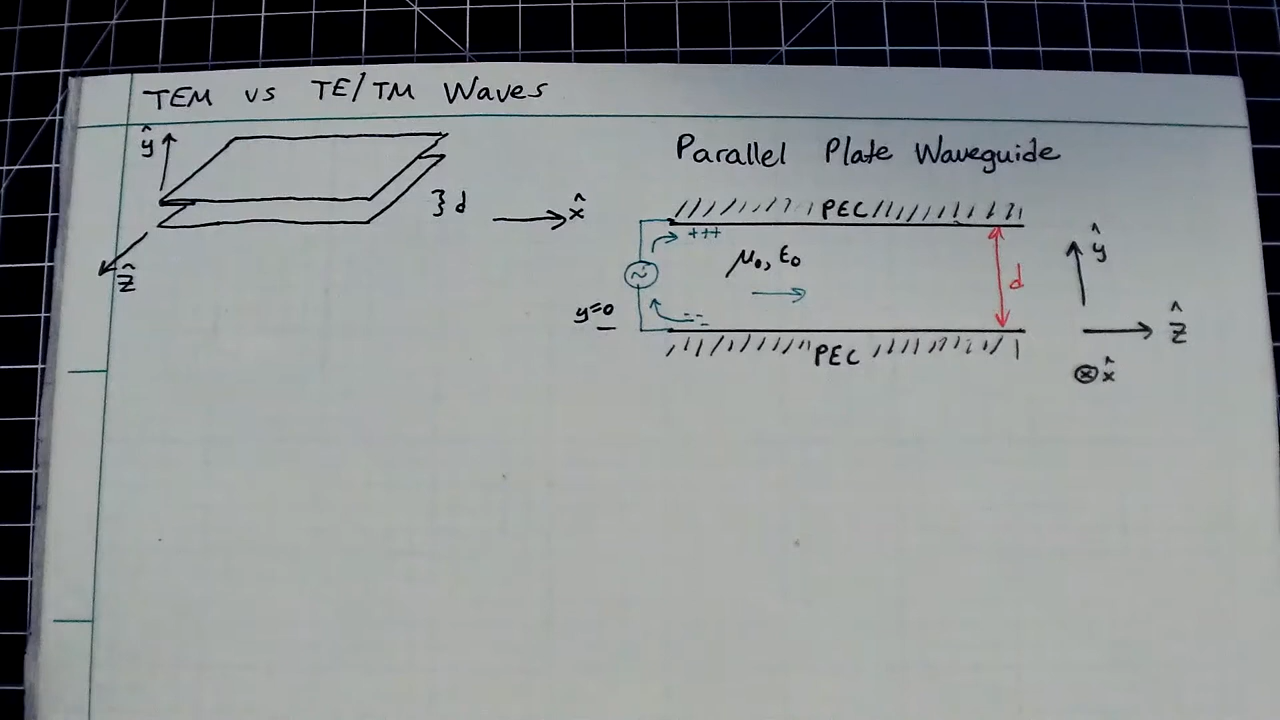 TEM vs TE/TM Waves
ŷ
} d
x̂
ẑ
Parallel Plate Waveguide
PEC
+++
μ₀, ε₀
~
d
y=0
--_
PEC
ŷ
ẑ
⊗ x̂